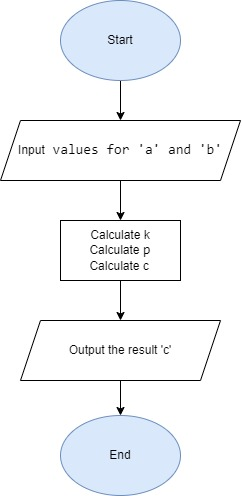 Start
Input values for 'a' and 'b'
Calculate k
Calculate p
Calculate c
Output the result 'c'
End